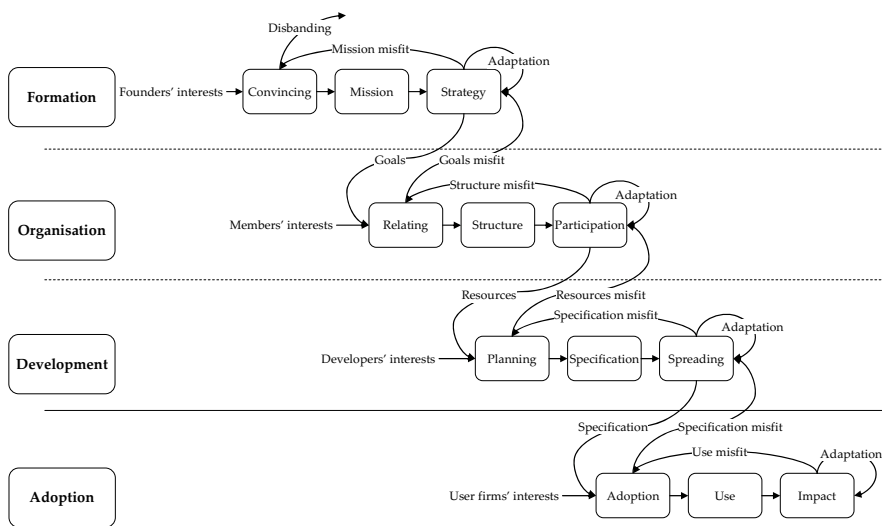 Disbanding
Mission misfit
Adaptation
Formation
Founders’ interests
Convincing
Mission
Strategy
Goals
Goals misfit
Structure misfit
Adaptation
Organisation
Members’ interests
Relating
Structure
Participation
Resources
Resources misfit
Specification misfit
Adaptation
Development
Developers’ interests
Planning
Specification
Spreading
Specification
Specification misfit
Use misfit
Adaptation
Adoption
User firms’ interests
Adoption
Use
Impact